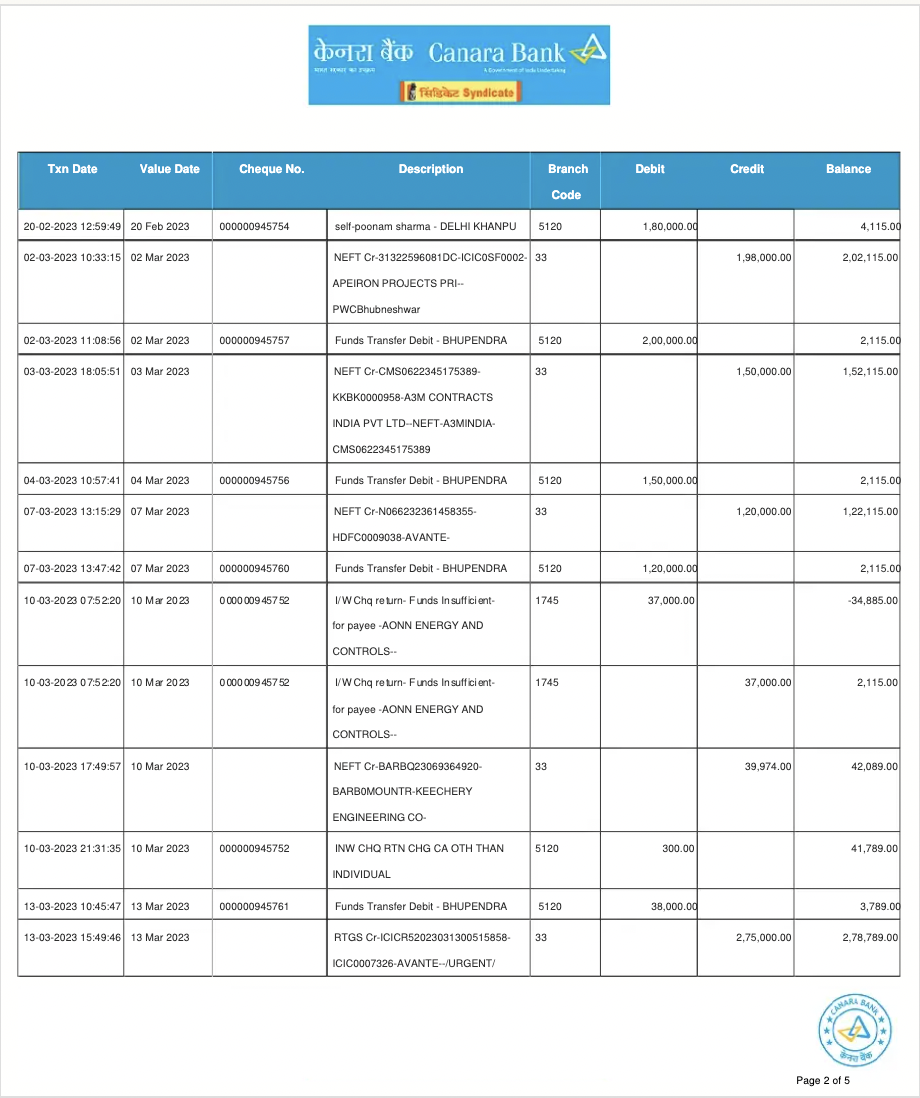 केनरा बैंक Canara Bank
A Government of India Undertaking
सिंडिकेट Syndicate
Txn Date Value Date Cheque No. Description Branch Code Debit Credit Balance
20-02-2023 12:59:49 20 Feb 2023 000000945754 self-poonam sharma - DELHI KHANPU 5120 1,80,000.00 4,115.00
02-03-2023 10:33:15 02 Mar 2023 NEFT Cr-31322596081DC-ICIC0SF0002- 33 1,98,000.00 2,02,115.00
APEIRON PROJECTS PRI--
PWCBhubneshwar
02-03-2023 11:08:56 02 Mar 2023 000000945757 Funds Transfer Debit - BHUPENDRA 5120 2,00,000.00 2,115.00
03-03-2023 18:05:51 03 Mar 2023 NEFT Cr-CMS0622345175389- 33 1,50,000.00 1,52,115.00
KKBK0000958-A3M CONTRACTS
INDIA PVT LTD--NEFT-A3MINDIA-
CMS0622345175389
04-03-2023 10:57:41 04 Mar 2023 000000945756 Funds Transfer Debit - BHUPENDRA 5120 1,50,000.00 2,115.00
07-03-2023 13:15:29 07 Mar 2023 NEFT Cr-N066232361458355- 33 1,20,000.00 1,22,115.00
HDFC0009038-AVANTE-
07-03-2023 13:47:42 07 Mar 2023 000000945760 Funds Transfer Debit - BHUPENDRA 5120 1,20,000.00 2,115.00
10-03-2023 07:52:20 10 Mar 2023 000000945752 I/W Chq return- Funds Insufficient- 1745 37,000.00 -34,885.00
for payee -AONN ENERGY AND
CONTROLS--
10-03-2023 07:52:20 10 Mar 2023 000000945752 I/W Chq return- Funds Insufficient- 1745 37,000.00 2,115.00
for payee -AONN ENERGY AND
CONTROLS--
10-03-2023 17:49:57 10 Mar 2023 NEFT Cr-BARBQ23069364920- 33 39,974.00 42,089.00
BARB0MOUNTR-KEECHERY
ENGINEERING CO-
10-03-2023 21:31:35 10 Mar 2023 000000945752 INW CHQ RTN CHG CA OTH THAN 5120 300.00 41,789.00
INDIVIDUAL
13-03-2023 10:45:47 13 Mar 2023 000000945761 Funds Transfer Debit - BHUPENDRA 5120 38,000.00 3,789.00
13-03-2023 15:49:46 13 Mar 2023 RTGS Cr-ICICR52023031300515858- 33 2,75,000.00 2,78,789.00
ICIC0007326-AVANTE--/URGENT/
CANARA BANK
केनरा बैंक
Page 2 of 5